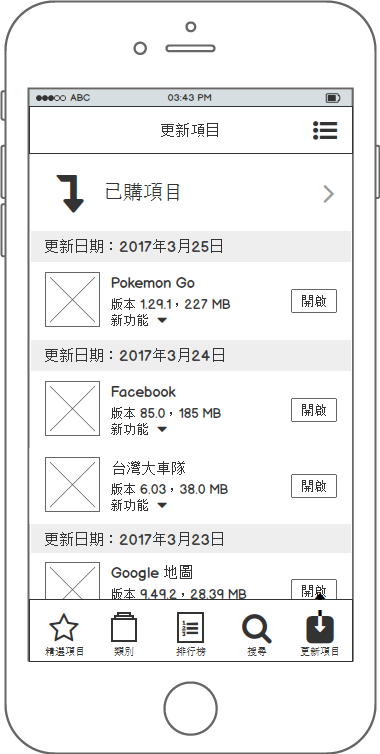 ABC 03:43 PM
更新項目
已購項目
更新日期：2017年3月25日
Pokemon Go
版本 1.29.1，227 MB
新功能
開啟
更新日期：2017年3月24日
Facebook
版本 85.0，185 MB
新功能
開啟
台灣大車隊
版本 6.03，38.0 MB
新功能
開啟
更新日期：2017年3月23日
Google 地圖
版本 9.49.2，28.39 MB
開啟
精選項目 類別 排行榜 搜尋 更新項目